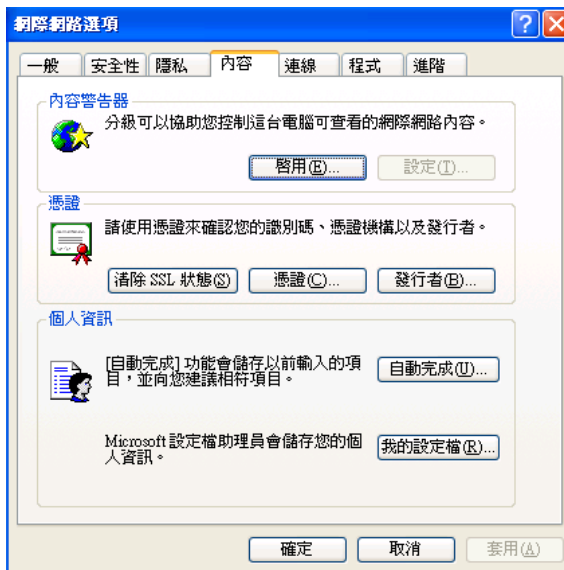 網際網路選項
一般 安全性 隱私 內容 連線 程式 進階
內容警告器
分級可以協助您控制這台電腦可查看的網際網路內容。
啓用(E)... 設定(T)...
憑證
請使用憑證來確認您的識別碼、憑證機構以及發行者。
清除 SSL 狀態(S) 憑證(C)... 發行者(B)...
個人資訊
[自動完成] 功能會儲存以前輸入的項
目，並向您建議相符項目。
自動完成(U)...
Microsoft 設定檔助理員會儲存您的個
人資訊。
我的設定檔(R)...
確定 取消 套用(A)